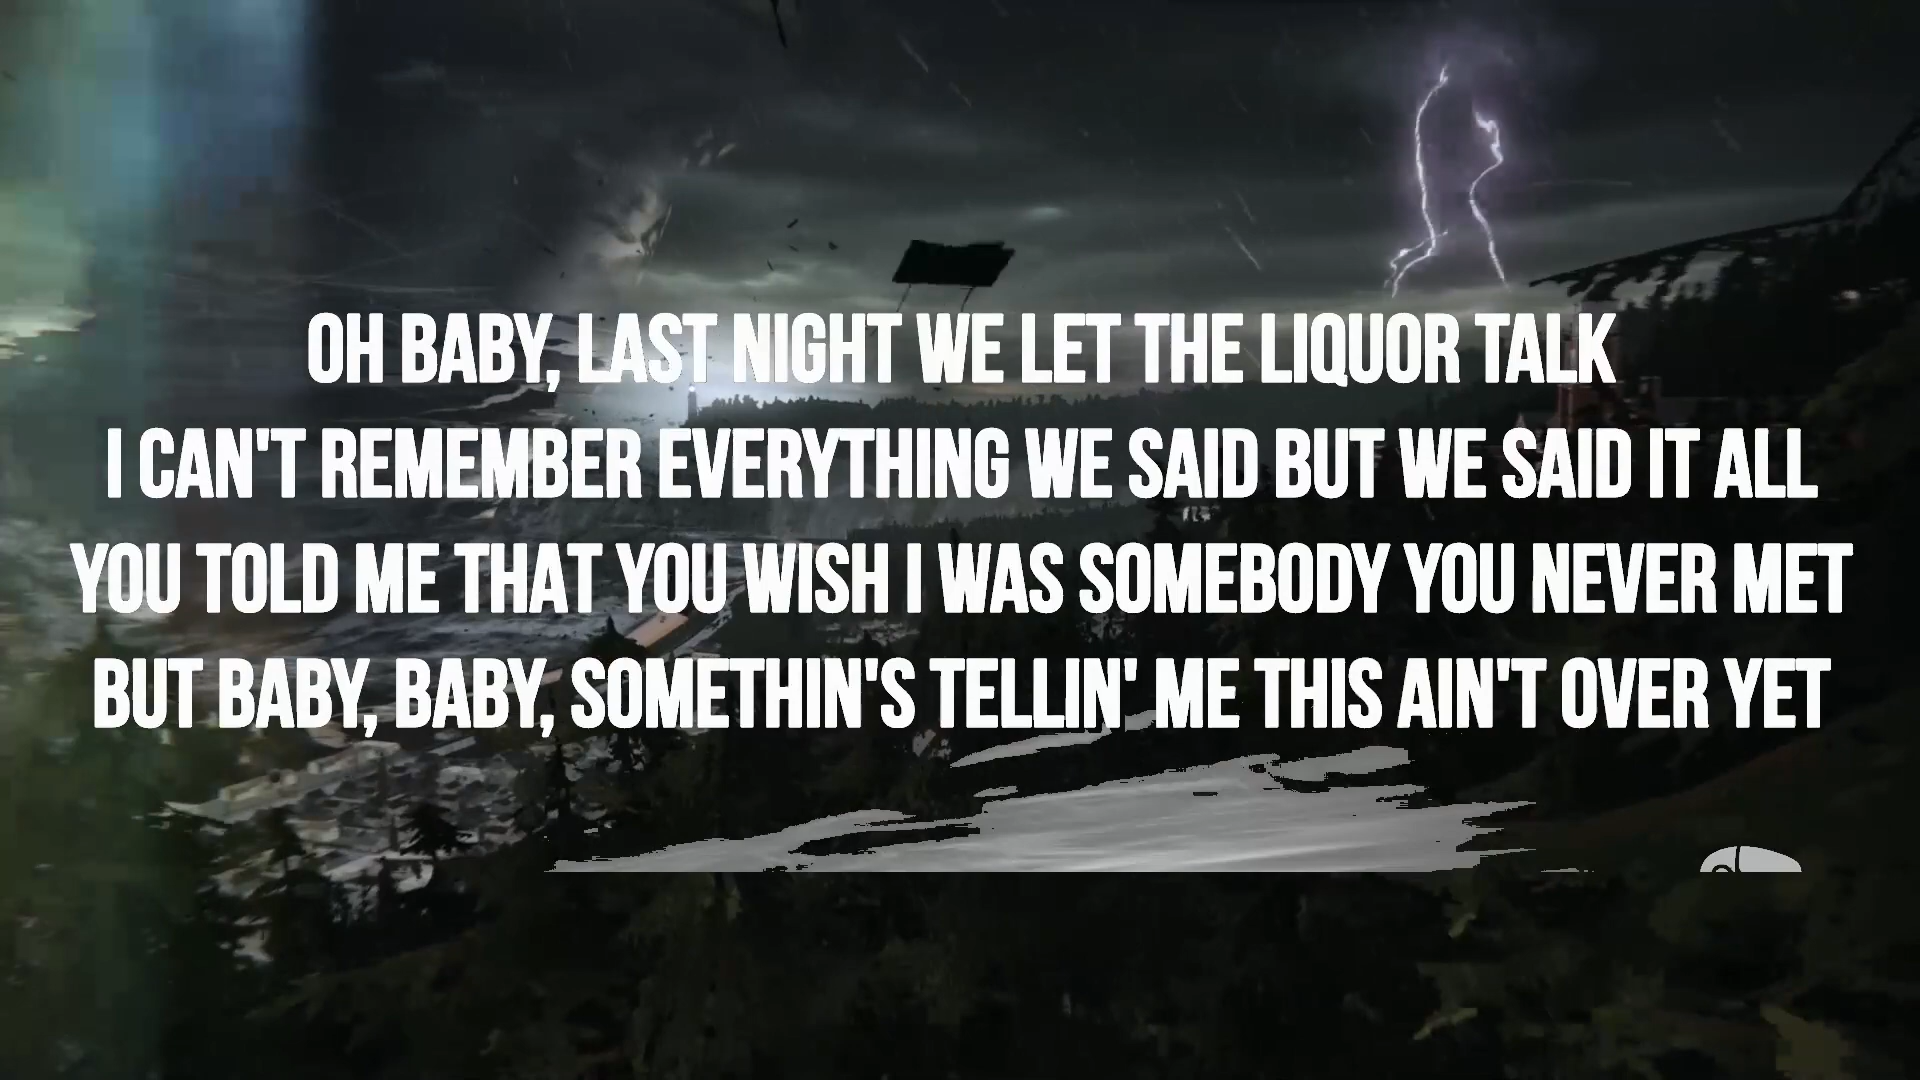 OH BABY, LAST NIGHT WE LET THE LIQUOR TALK
I CAN'T REMEMBER EVERYTHING WE SAID BUT WE SAID IT ALL
YOU TOLD ME THAT YOU WISH I WAS SOMEBODY YOU NEVER MET
BUT BABY, BABY, SOMETHIN'S TELLIN' ME THIS AIN'T OVER YET